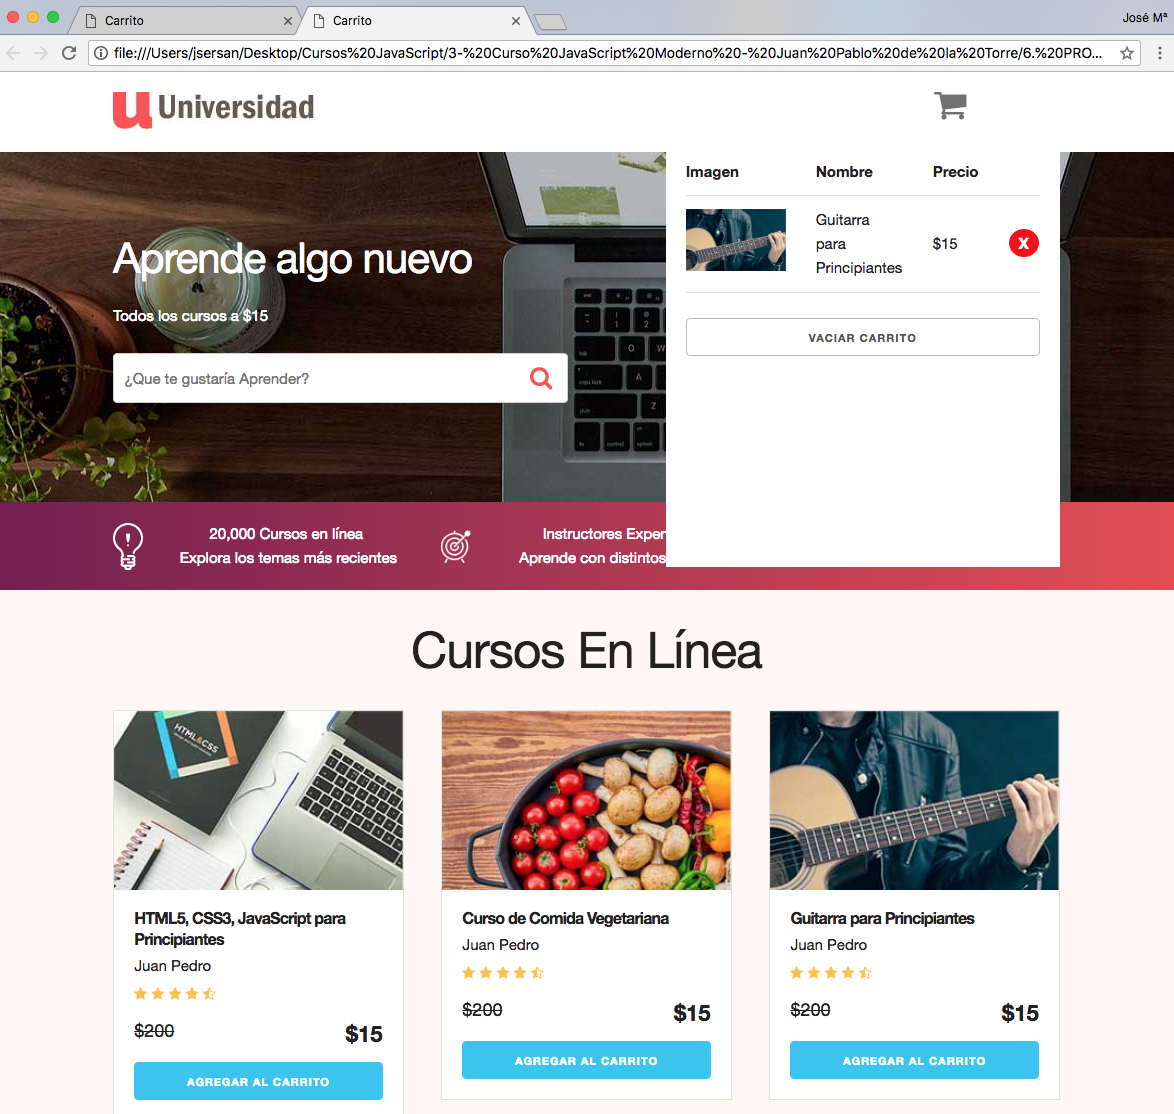 Carrito
Carrito
José Mª
file:///Users/jsersan/Desktop/Cursos%20JavaScript/3-%20Curso%20JavaScript%20Moderno%20-%20Juan%20Pablo%20de%20la%20Torre/6.%20PRO...
u Universidad
Imagen Nombre Precio
Guitarra
para
Principiantes
$15
X
VACIAR CARRITO
Aprende algo nuevo
Todos los cursos a $15
¿Que te gustaría Aprender?
20,000 Cursos en línea
Explora los temas más recientes
Instructores Exper
Aprende con distintos
Cursos En Línea
HTML&CSS
HTML5, CSS3, JavaScript para
Principiantes
Juan Pedro
$200 $15
AGREGAR AL CARRITO
Curso de Comida Vegetariana
Juan Pedro
$200 $15
AGREGAR AL CARRITO
Guitarra para Principiantes
Juan Pedro
$200 $15
AGREGAR AL CARRITO